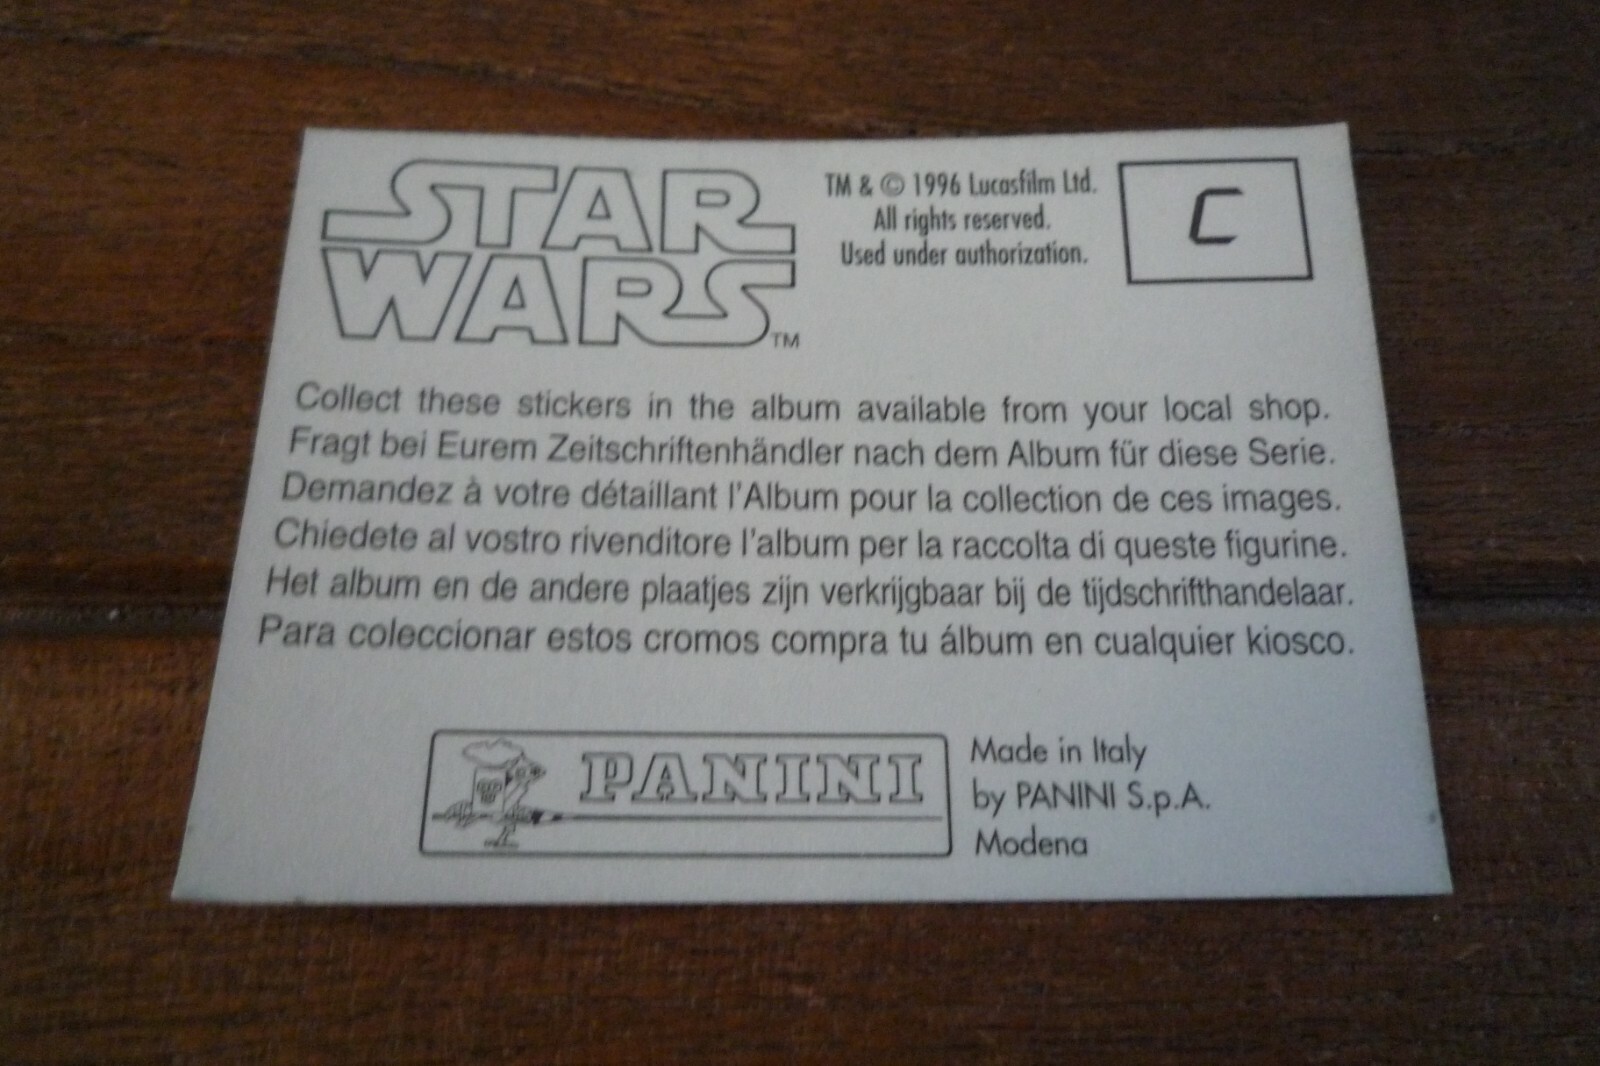 STAR
WARS TM
TM & © 1996 Lucasfilm Ltd.
All rights reserved.
Used under authorization.
C
Collect these stickers in the album available from your local shop.
Fragt bei Eurem Zeitschriftenhändler nach dem Album für diese Serie.
Demandez à votre détaillant l'Album pour la collection de ces images.
Chiedete al vostro rivenditore l'album per la raccolta di queste figurine.
Het album en de andere plaatjes zijn verkrijgbaar bij de tijdschrifthandelaar.
Para coleccionar estos cromos compra tu álbum en cualquier kiosco.
PANINI
Made in Italy
by PANINI S.p.A.
Modena